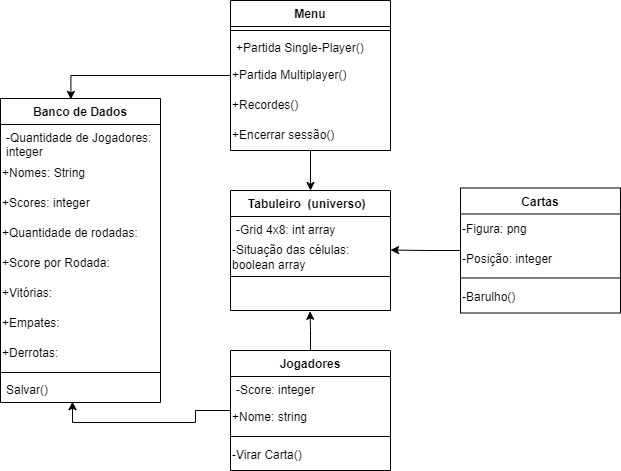 Menu
+Partida Single-Player()
+Partida Multiplayer()
+Recordes()
+Encerrar sessão()
Banco de Dados
-Quantidade de Jogadores:
integer
+Nomes: String
+Scores: integer
+Quantidade de rodadas:
+Score por Rodada:
+Vitórias:
+Empates:
+Derrotas:
Salvar()
Tabuleiro (universo)
-Grid 4x8: int array
-Situação das células:
boolean array
Cartas
-Figura: png
-Posição: integer
-Barulho()
Jogadores
-Score: integer
+Nome: string
-Virar Carta()